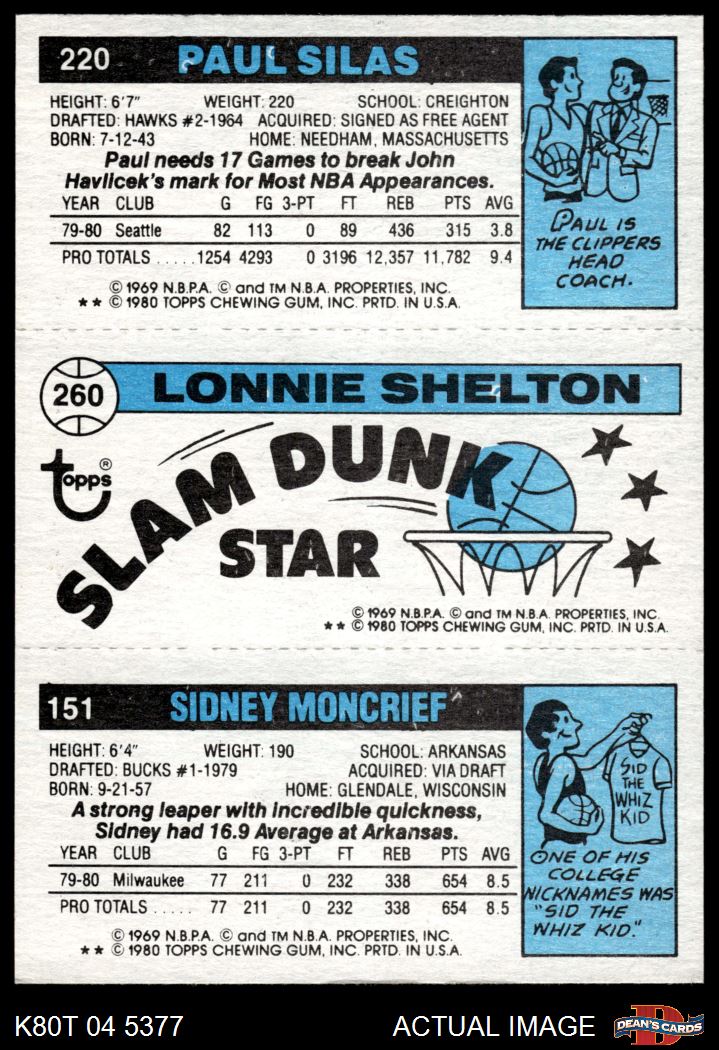 220 PAUL SILAS
HEIGHT: 6'7" WEIGHT: 220 SCHOOL: CREIGHTON
DRAFTED: HAWKS #2-1964 ACQUIRED: SIGNED AS FREE AGENT
BORN: 7-12-43 HOME: NEEDHAM, MASSACHUSETTS
Paul needs 17 Games to break John
Havlicek's mark for Most NBA Appearances.
YEAR CLUB G FG 3-PT FT REB PTS AVG
79-80 Seattle 82 113 0 89 436 315 3.8
PRO TOTALS .....1254 4293 0 3196 12,357 11,782 9.4
© 1969 N.B.P.A. © and TM N.B.A. PROPERTIES, INC.
★★ © 1980 TOPPS CHEWING GUM, INC. PRTD. IN U.S.A.
PAUL IS
THE CLIPPERS
HEAD
COACH.
260 LONNIE SHELTON
topps®
SLAM DUNK
STAR
© 1969 N.B.P.A. © and TM N.B.A. PROPERTIES, INC.
★★ © 1980 TOPPS CHEWING GUM, INC. PRTD. IN U.S.A.
151 SIDNEY MONCRIEF
HEIGHT: 6'4" WEIGHT: 190 SCHOOL: ARKANSAS
DRAFTED: BUCKS #1-1979 ACQUIRED: VIA DRAFT
BORN: 9-21-57 HOME: GLENDALE, WISCONSIN
A strong leaper with incredible quickness,
Sidney had 16.9 Average at Arkansas.
YEAR CLUB G FG 3-PT FT REB PTS AVG
79-80 Milwaukee 77 211 0 232 338 654 8.5
PRO TOTALS ..... 77 211 0 232 338 654 8.5
© 1969 N.B.P.A. © and TM N.B.A. PROPERTIES, INC.
★★ © 1980 TOPPS CHEWING GUM, INC. PRTD. IN U.S.A.
SID
THE
WHIZ
KID
ONE OF HIS
COLLEGE
NICKNAMES WAS
"SID THE
WHIZ KID."
K80T 04 5377 ACTUAL IMAGE D DEAN'S CARDS